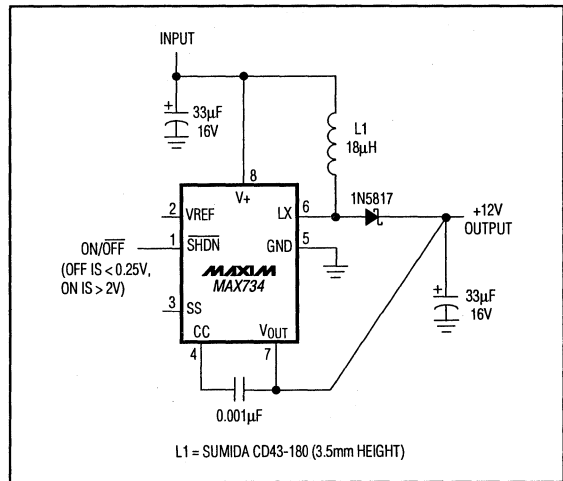 INPUT
+
33µF
16V
L1
18µH
8
V+
2
VREF
LX
6
1N5817
+12V
OUTPUT
ON/O̅F̅F̅
(OFF IS < 0.25V,
ON IS > 2V)
1
S̅H̅D̅N̅
GND
5
MAXIM
MAX734
3
SS
+
33µF
16V
CC
VOUT
4
7
0.001µF
L1 = SUMIDA CD43-180 (3.5mm HEIGHT)